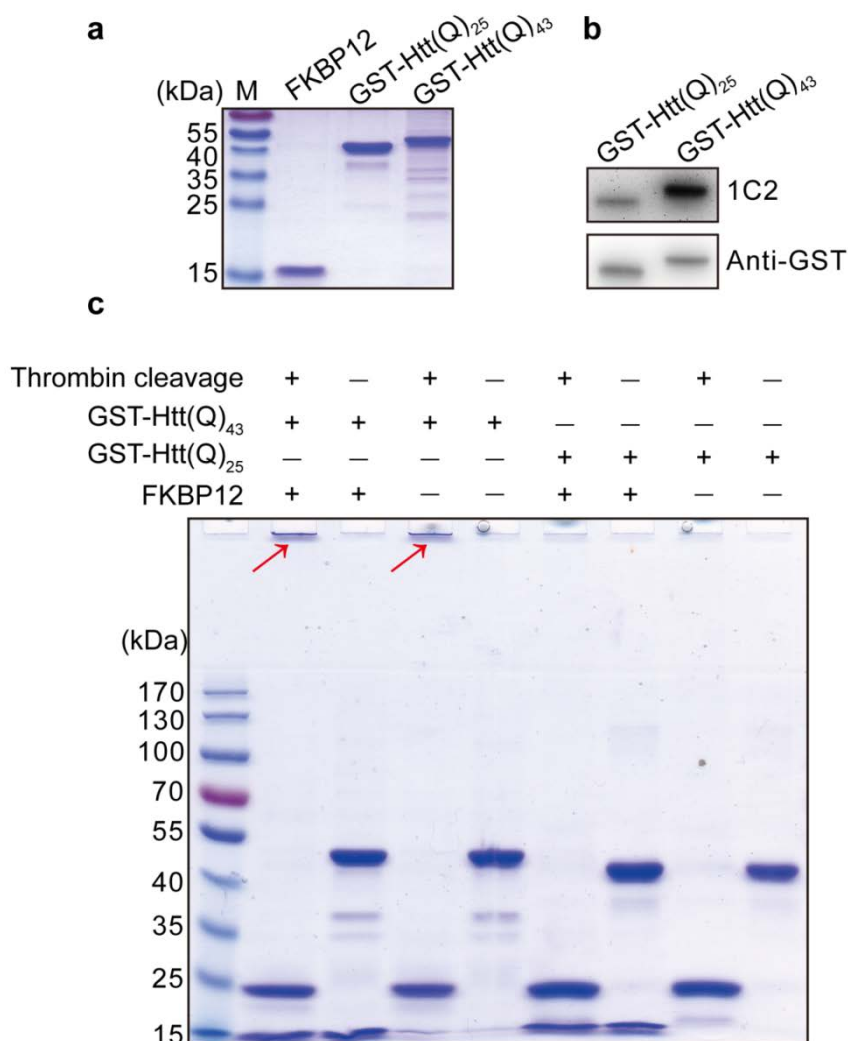 a
(kDa) M FKBP12 GST-Htt(Q)₂₅ GST-Htt(Q)₄₃
55
40
35
25
15
b
GST-Htt(Q)₂₅ GST-Htt(Q)₄₃
1C2
Anti-GST
c
Thrombin cleavage + — + — + — + —
GST-Htt(Q)₄₃ + + + + — — — —
GST-Htt(Q)₂₅ — — — — + + + +
FKBP12 + + — — + + — —
(kDa)
170
130
100
70
55
40
35
25
15